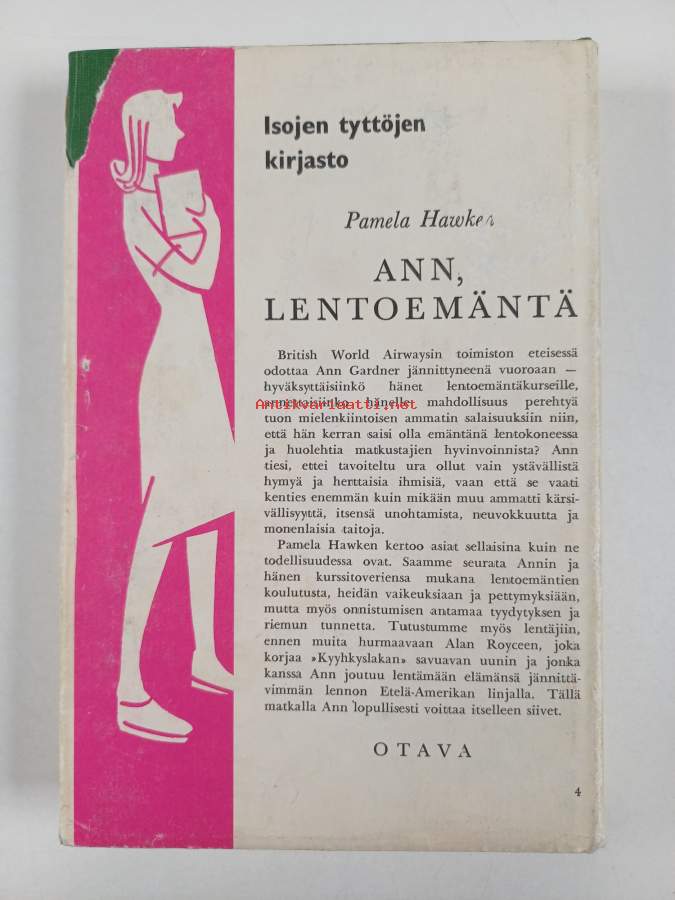 Isojen tyttöjen
kirjasto
Pamela Hawken
ANN,
LENTOEMÄNTÄ
British World Airwaysin toimiston eteisessä
odottaa Ann Gardner jännittyneenä vuoroaan —
hyväksyttäisiinkö hänet lentoemäntäkurseille,
annettaisiinko hänelle mahdollisuus perehtyä
Antikvariaatti.net
tuon mielenkiintoisen ammatin salaisuuksiin niin,
että hän kerran saisi olla emäntänä lentokoneessa
ja huolehtia matkustajien hyvinvoinnista? Ann
tiesi, ettei tavoiteltu ura ollut vain ystävällistä
hymyä ja herttaisia ihmisiä, vaan että se vaati
kenties enemmän kuin mikään muu ammatti kärsi-
vällisyyttä, itsensä unohtamista, neuvokkuutta ja
monenlaisia taitoja.
Pamela Hawken kertoo asiat sellaisina kuin ne
todellisuudessa ovat. Saamme seurata Annin ja
hänen kurssitoveriensa mukana lentoemäntien
koulutusta, heidän vaikeuksiaan ja pettymyksiään,
mutta myös onnistumisen antamaa tyydytyksen ja
riemun tunnetta. Tutustumme myös lentäjiin,
ennen muita hurmaavaan Alan Royceen, joka
korjaa »Kyyhkyslakan» savuavan uunin ja jonka
kanssa Ann joutuu lentämään elämänsä jännittä-
vimmän lennon Etelä-Amerikan linjalla. Tällä
matkalla Ann lopullisesti voittaa itselleen siivet.
OTAVA
4